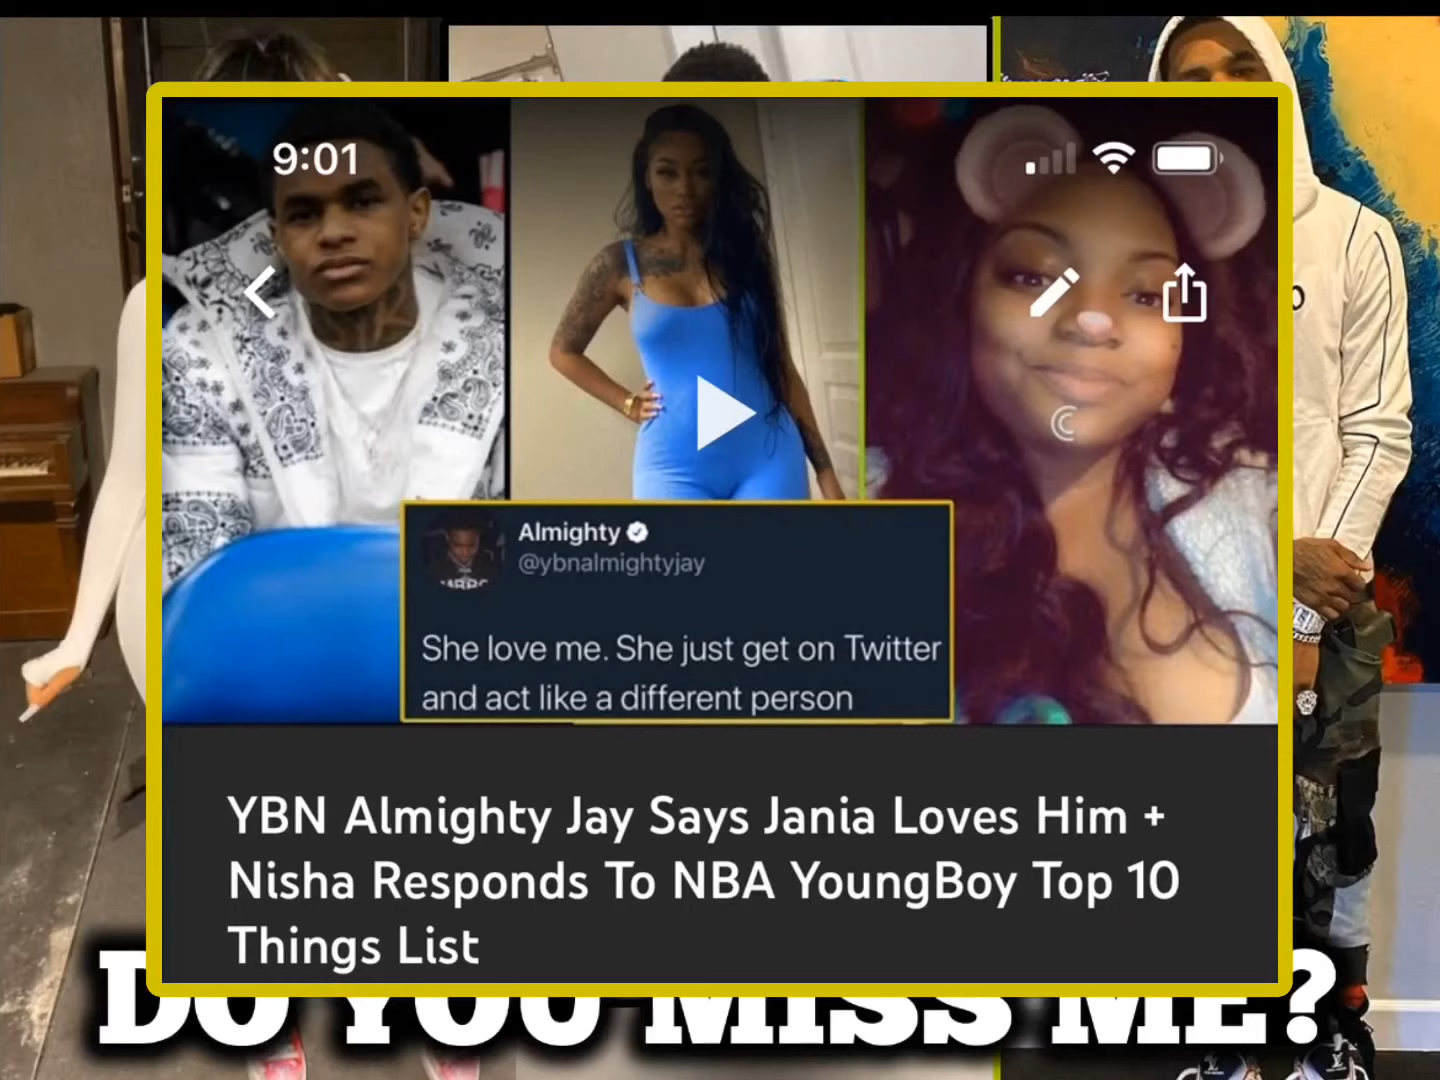 9:01
Almighty
@ybnalmightyjay
She love me. She just get on Twitter
and act like a different person
YBN Almighty Jay Says Jania Loves Him +
Nisha Responds To NBA YoungBoy Top 10
Things List
DO YOU MISS ME?